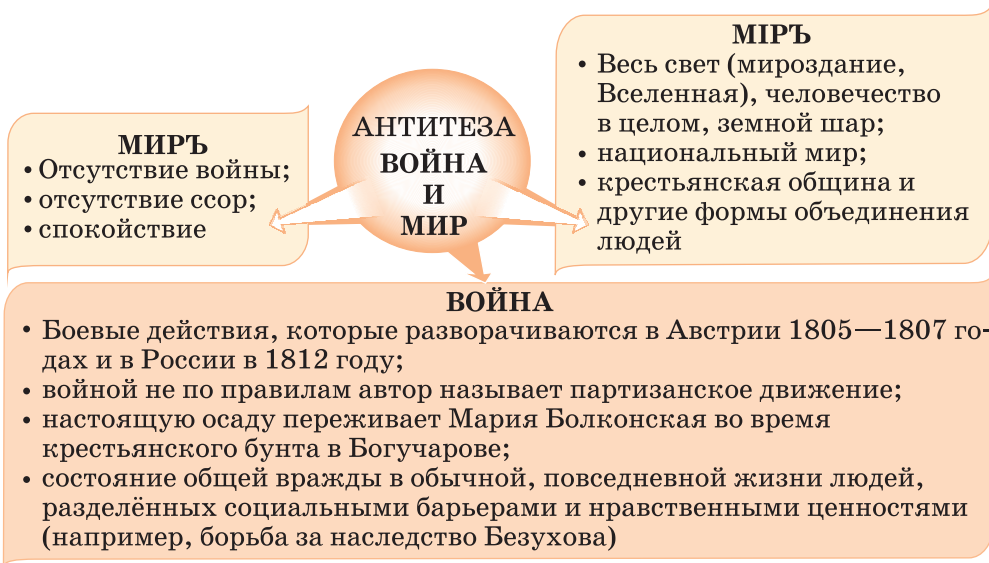 АНТИТЕЗА
ВОЙНА
И
МИР
МИРЪ
• Отсутствие войны;
• отсутствие ссор;
• спокойствие
МІРЪ
• Весь свет (мироздание,
Вселенная), человечество
в целом, земной шар;
• национальный мир;
• крестьянская община и
другие формы объединения
людей
ВОЙНА
• Боевые действия, которые разворачиваются в Австрии 1805—1807 го-
дах и в России в 1812 году;
• войной не по правилам автор называет партизанское движение;
• настоящую осаду переживает Мария Болконская во время
крестьянского бунта в Богучарове;
• состояние общей вражды в обычной, повседневной жизни людей,
разделённых социальными барьерами и нравственными ценностями
(например, борьба за наследство Безухова)